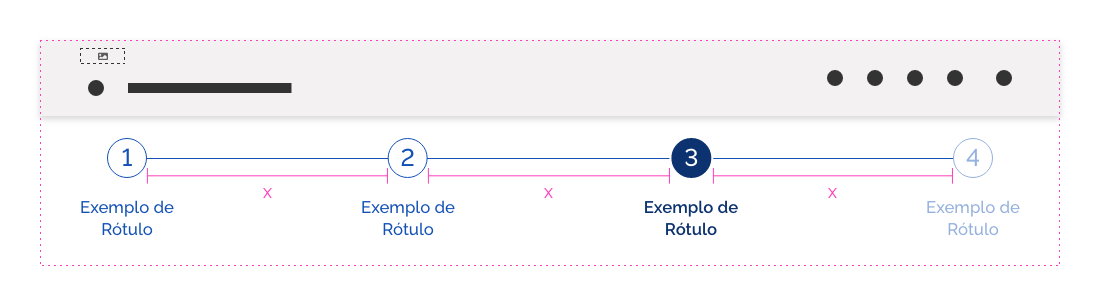 1 2 3 4
X X X
Exemplo de Exemplo de Exemplo de Exemplo de
Rótulo Rótulo Rótulo Rótulo